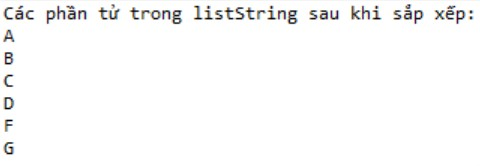 Các phần tử trong listString sau khi sắp xếp:
A
B
C
D
F
G